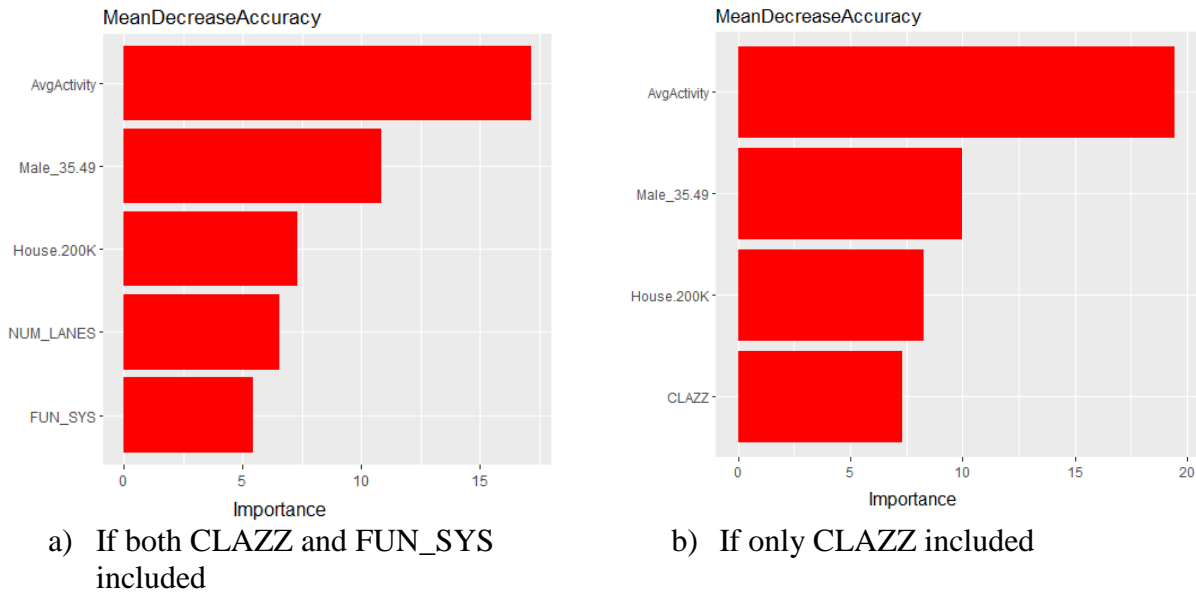 MeanDecreaseAccuracy
AvgActivity
Male_35.49
House.200K
NUM_LANES
FUN_SYS
0 5 10 15
Importance
a) If both CLAZZ and FUN_SYS
included
MeanDecreaseAccuracy
AvgActivity
Male_35.49
House.200K
CLAZZ
0 5 10 15 20
Importance
b) If only CLAZZ included